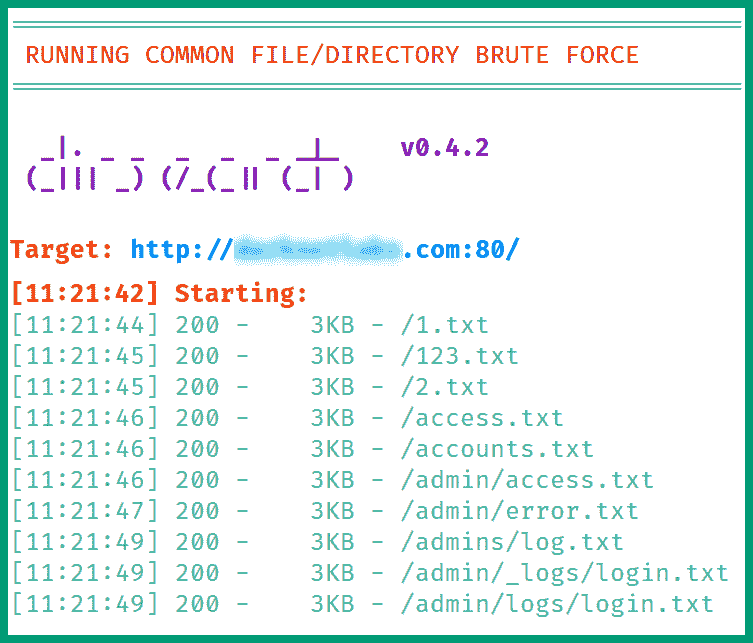 RUNNING COMMON FILE/DIRECTORY BRUTE FORCE
v0.4.2
Target: http:// .com:80/
[11:21:42] Starting:
[11:21:44] 200 - 3KB - /1.txt
[11:21:45] 200 - 3KB - /123.txt
[11:21:45] 200 - 3KB - /2.txt
[11:21:46] 200 - 3KB - /access.txt
[11:21:46] 200 - 3KB - /accounts.txt
[11:21:46] 200 - 3KB - /admin/access.txt
[11:21:47] 200 - 3KB - /admin/error.txt
[11:21:49] 200 - 3KB - /admins/log.txt
[11:21:49] 200 - 3KB - /admin/_logs/login.txt
[11:21:49] 200 - 3KB - /admin/logs/login.txt